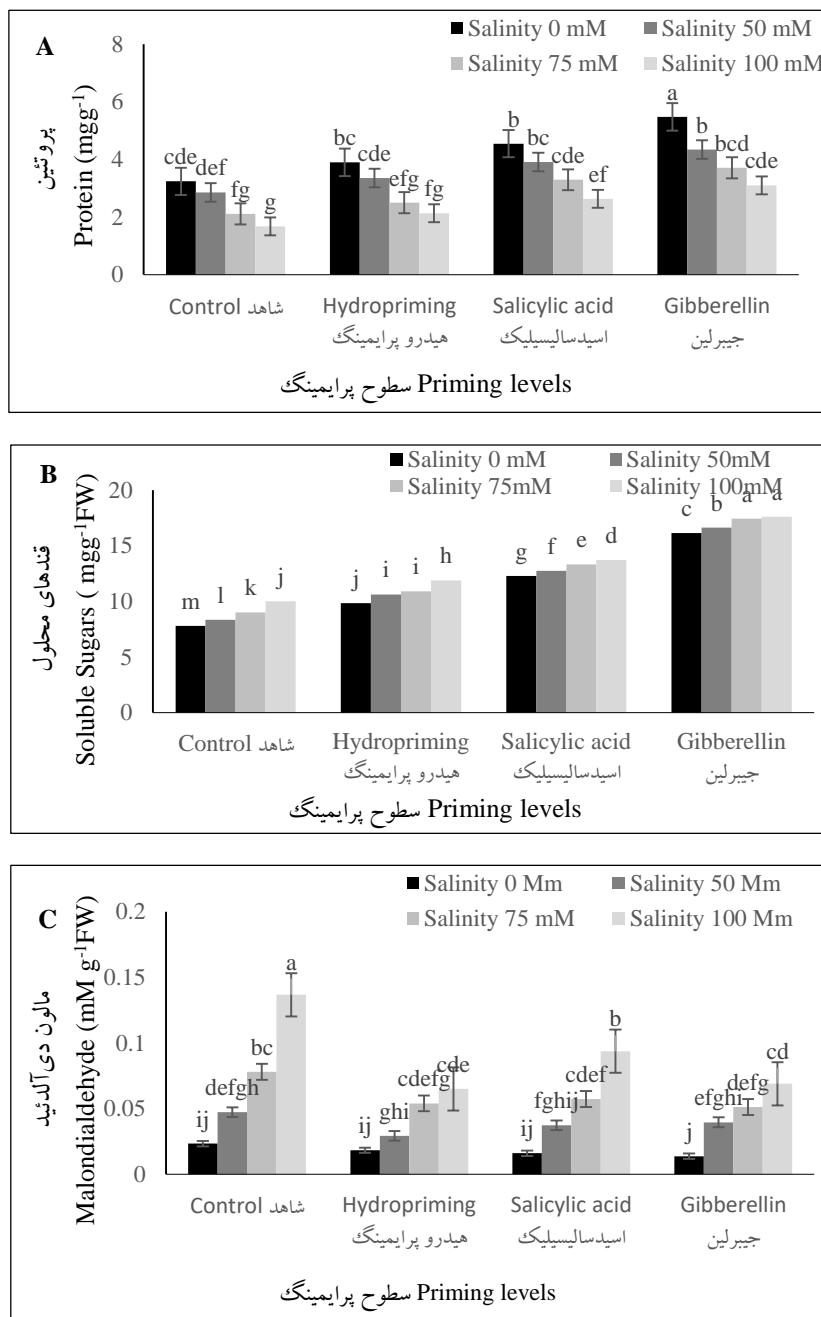 A
Salinity 0 mM Salinity 50 mM
Salinity 75 mM Salinity 100 mM
پروتئین
Protein (mgg-1)
8
6
4
2
0
cde def fg g
bc cde efg fg
b bc cde ef
a b bcd cde
Control شاهد
Hydropriming
هیدرو پرایمینگ
Salicylic acid
اسیدسالیسیلیک
Gibberellin
جیبرلین
سطوح پرایمینگ Priming levels
B
Salinity 0 mM Salinity 50mM
Salinity 75mM Salinity 100mM
قندهای محلول
Soluble Sugars ( mgg-1FW)
20
15
10
5
0
m l k j
j i i h
g f e d
c b a a
Control شاهد
Hydropriming
هیدرو پرایمینگ
Salicylic acid
اسیدسالیسیلیک
Gibberellin
جیبرلین
سطوح پرایمینگ Priming levels
C
Salinity 0 Mm Salinity 50 Mm
Salinity 75 mM Salinity 100 Mm
مالون دی‌آلدئید
Malondialdehyde (mM g-1FW)
0.2
0.15
0.1
0.05
0
ij defgh bc a
ij ghi cdefg cde
ij fghij cdef b
j efghi defg cd
Control شاهد
Hydropriming
هیدرو پرایمینگ
Salicylic acid
اسیدسالیسیلیک
Gibberellin
جیبرلین
سطوح پرایمینگ Priming levels